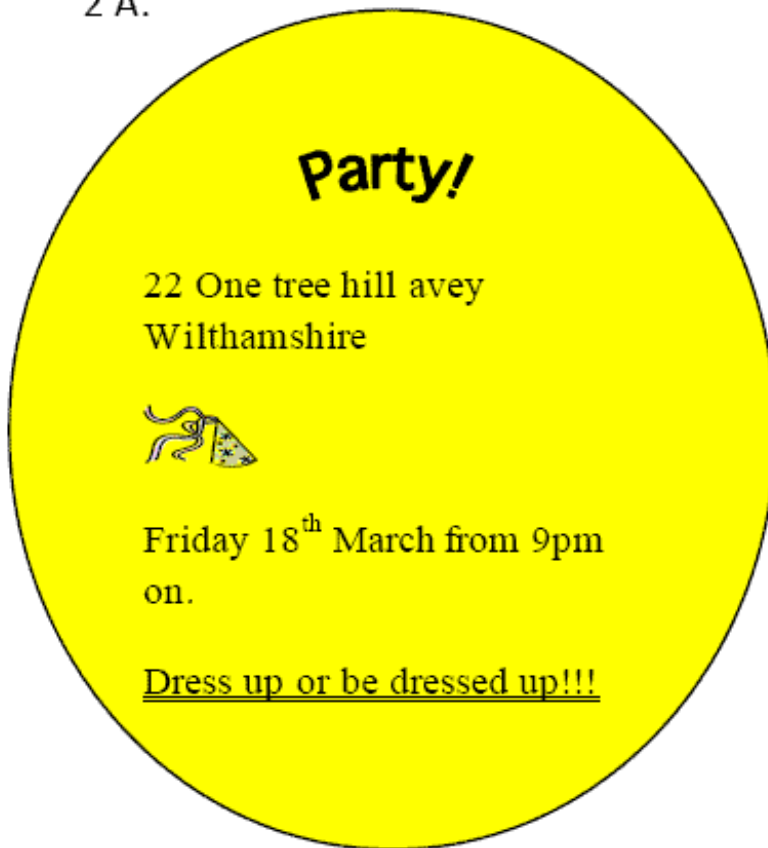 2 A.
Party!
22 One tree hill avey
Wilthamshire
Friday 18th March from 9pm
on.
Dress up or be dressed up!!!